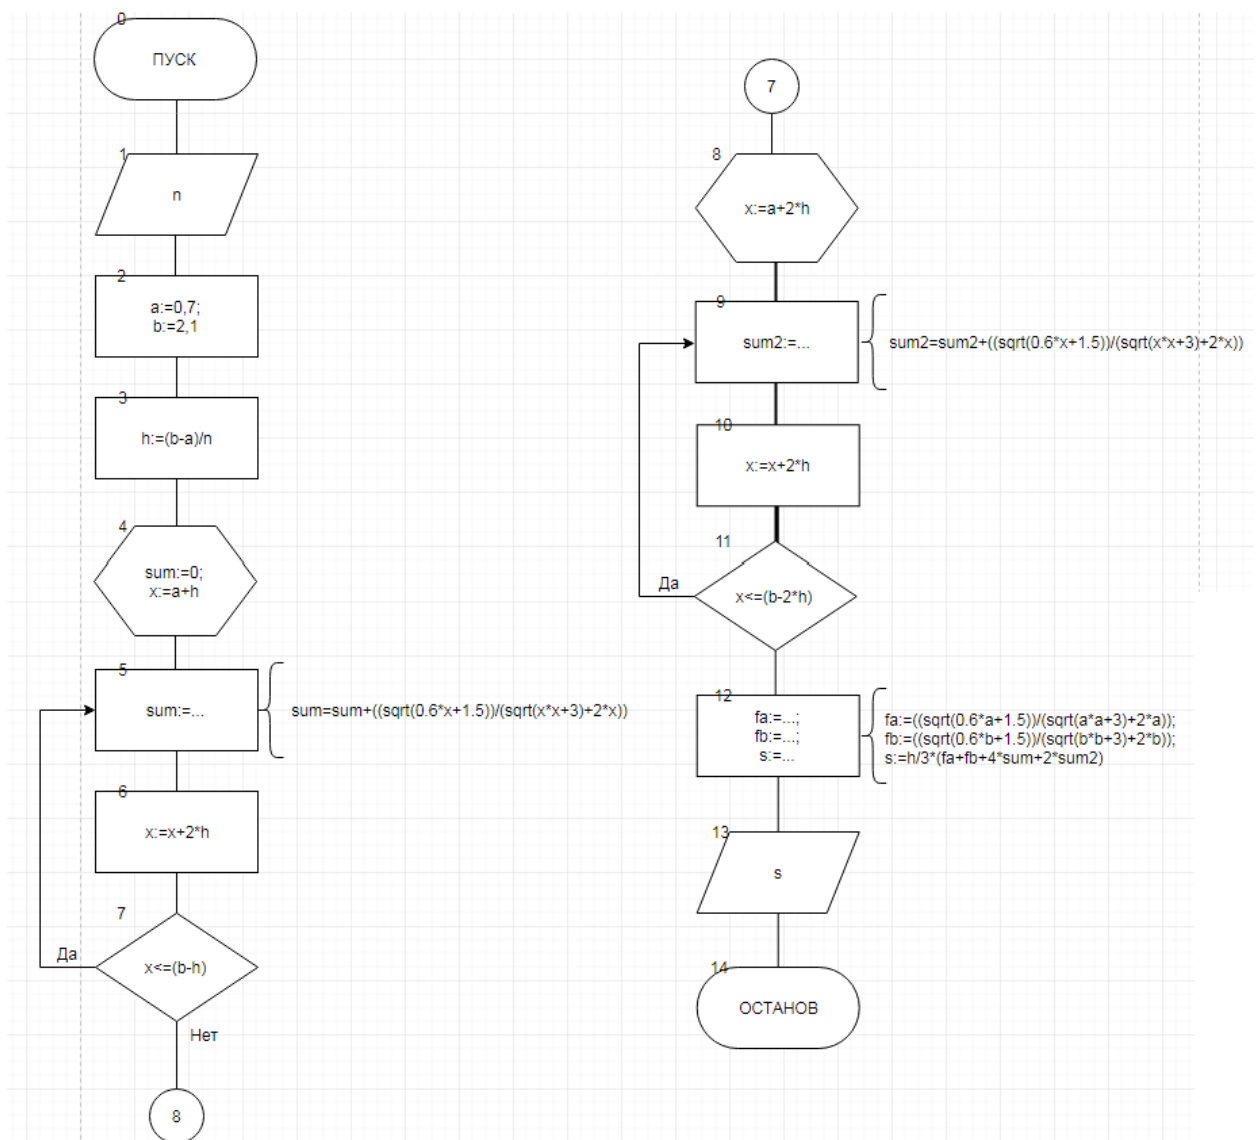 0
ПУСК
1
n
2
a:=0,7;
b:=2,1
3
h:=(b-a)/n
4
sum:=0;
x:=a+h
5
sum:=...
sum=sum+((sqrt(0.6*x+1.5))/(sqrt(x*x+3)+2*x))
6
x:=x+2*h
7
Да
x<=(b-h)
Нет
8
7
8
x:=a+2*h
9
sum2:=...
sum2=sum2+((sqrt(0.6*x+1.5))/(sqrt(x*x+3)+2*x))
10
x:=x+2*h
11
Да
x<=(b-2*h)
12
fa:=...;
fb:=...;
s:=...
fa:=((sqrt(0.6*a+1.5))/(sqrt(a*a+3)+2*a));
fb:=((sqrt(0.6*b+1.5))/(sqrt(b*b+3)+2*b));
s:=h/3*(fa+fb+4*sum+2*sum2)
13
s
14
ОСТАНОВ